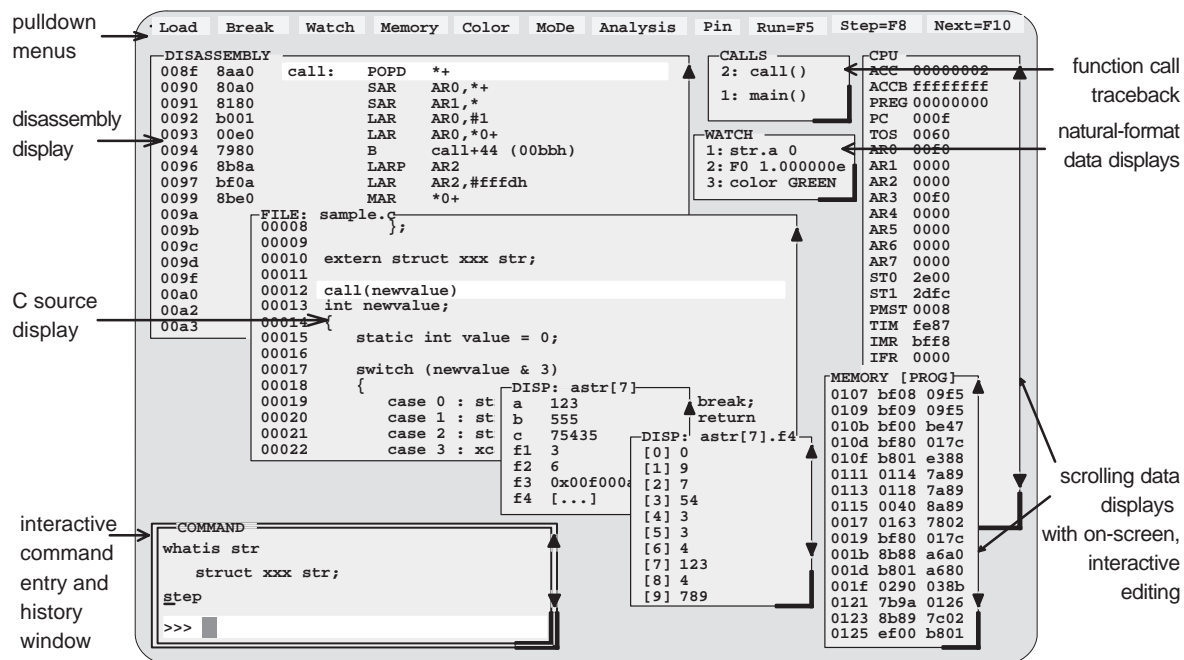 pulldown
menus
Load Break Watch Memory Color MoDe Analysis Pin Run=F5 Step=F8 Next=F10
disassembly
display
DISASSEMBLY
008f 8aa0 call: POPD *+
0090 80a0 SAR AR0,*+
0091 8180 SAR AR1,*
0092 b001 LAR AR0,#1
0093 00e0 LAR AR0,*0+
0094 7980 B call+44 (00bbh)
0096 8b8a LARP AR2
0097 bf0a LAR AR2,#fffdh
0099 8be0 MAR *0+
009a
009b
009c
009d
009f
00a0
00a2
00a3
CALLS
2: call()
1: main()
function call
traceback
WATCH
1: str.a 0
2: F0 1.000000e
3: color GREEN
natural-format
data displays
CPU
ACC 00000002
ACCB ffffffff
PREG 00000000
PC 000f
TOS 0060
AR0 00f0
AR1 0000
AR2 0000
AR3 00f0
AR4 0000
AR5 0000
AR6 0000
AR7 0000
ST0 2e00
ST1 2dfc
PMST 0008
TIM fe87
IMR bff8
IFR 0000
C source
display
FILE: sample.c
00008 };
00009
00010 extern struct xxx str;
00011
00012 call(newvalue)
00013 int newvalue;
00014 {
00015 static int value = 0;
00016
00017 switch (newvalue & 3)
00018 {
00019 case 0 : st break;
00020 case 1 : st return
00021 case 2 : st
00022 case 3 : xc
DISP: astr[7]
a 123
b 555
c 75435
f1 3
f2 6
f3 0x00f000a
f4 [...]
DISP: astr[7].f4
[0] 0
[1] 9
[2] 7
[3] 54
[4] 3
[5] 3
[6] 4
[7] 123
[8] 4
[9] 789
MEMORY [PROG]
0107 bf08 09f5
0109 bf09 09f5
010b bf00 be47
010d bf80 017c
010f b801 e388
0111 0114 7a89
0113 0118 7a89
0115 0040 8a89
0017 0163 7802
0019 bf80 017c
001b 8b88 a6a0
001d b801 a680
001f 0290 038b
0121 7b9a 0126
0123 8b89 7c02
0125 ef00 b801
scrolling data
displays
with on-screen,
interactive
editing
interactive
command
entry and
history
window
COMMAND
whatis str
struct xxx str;
step
>>>